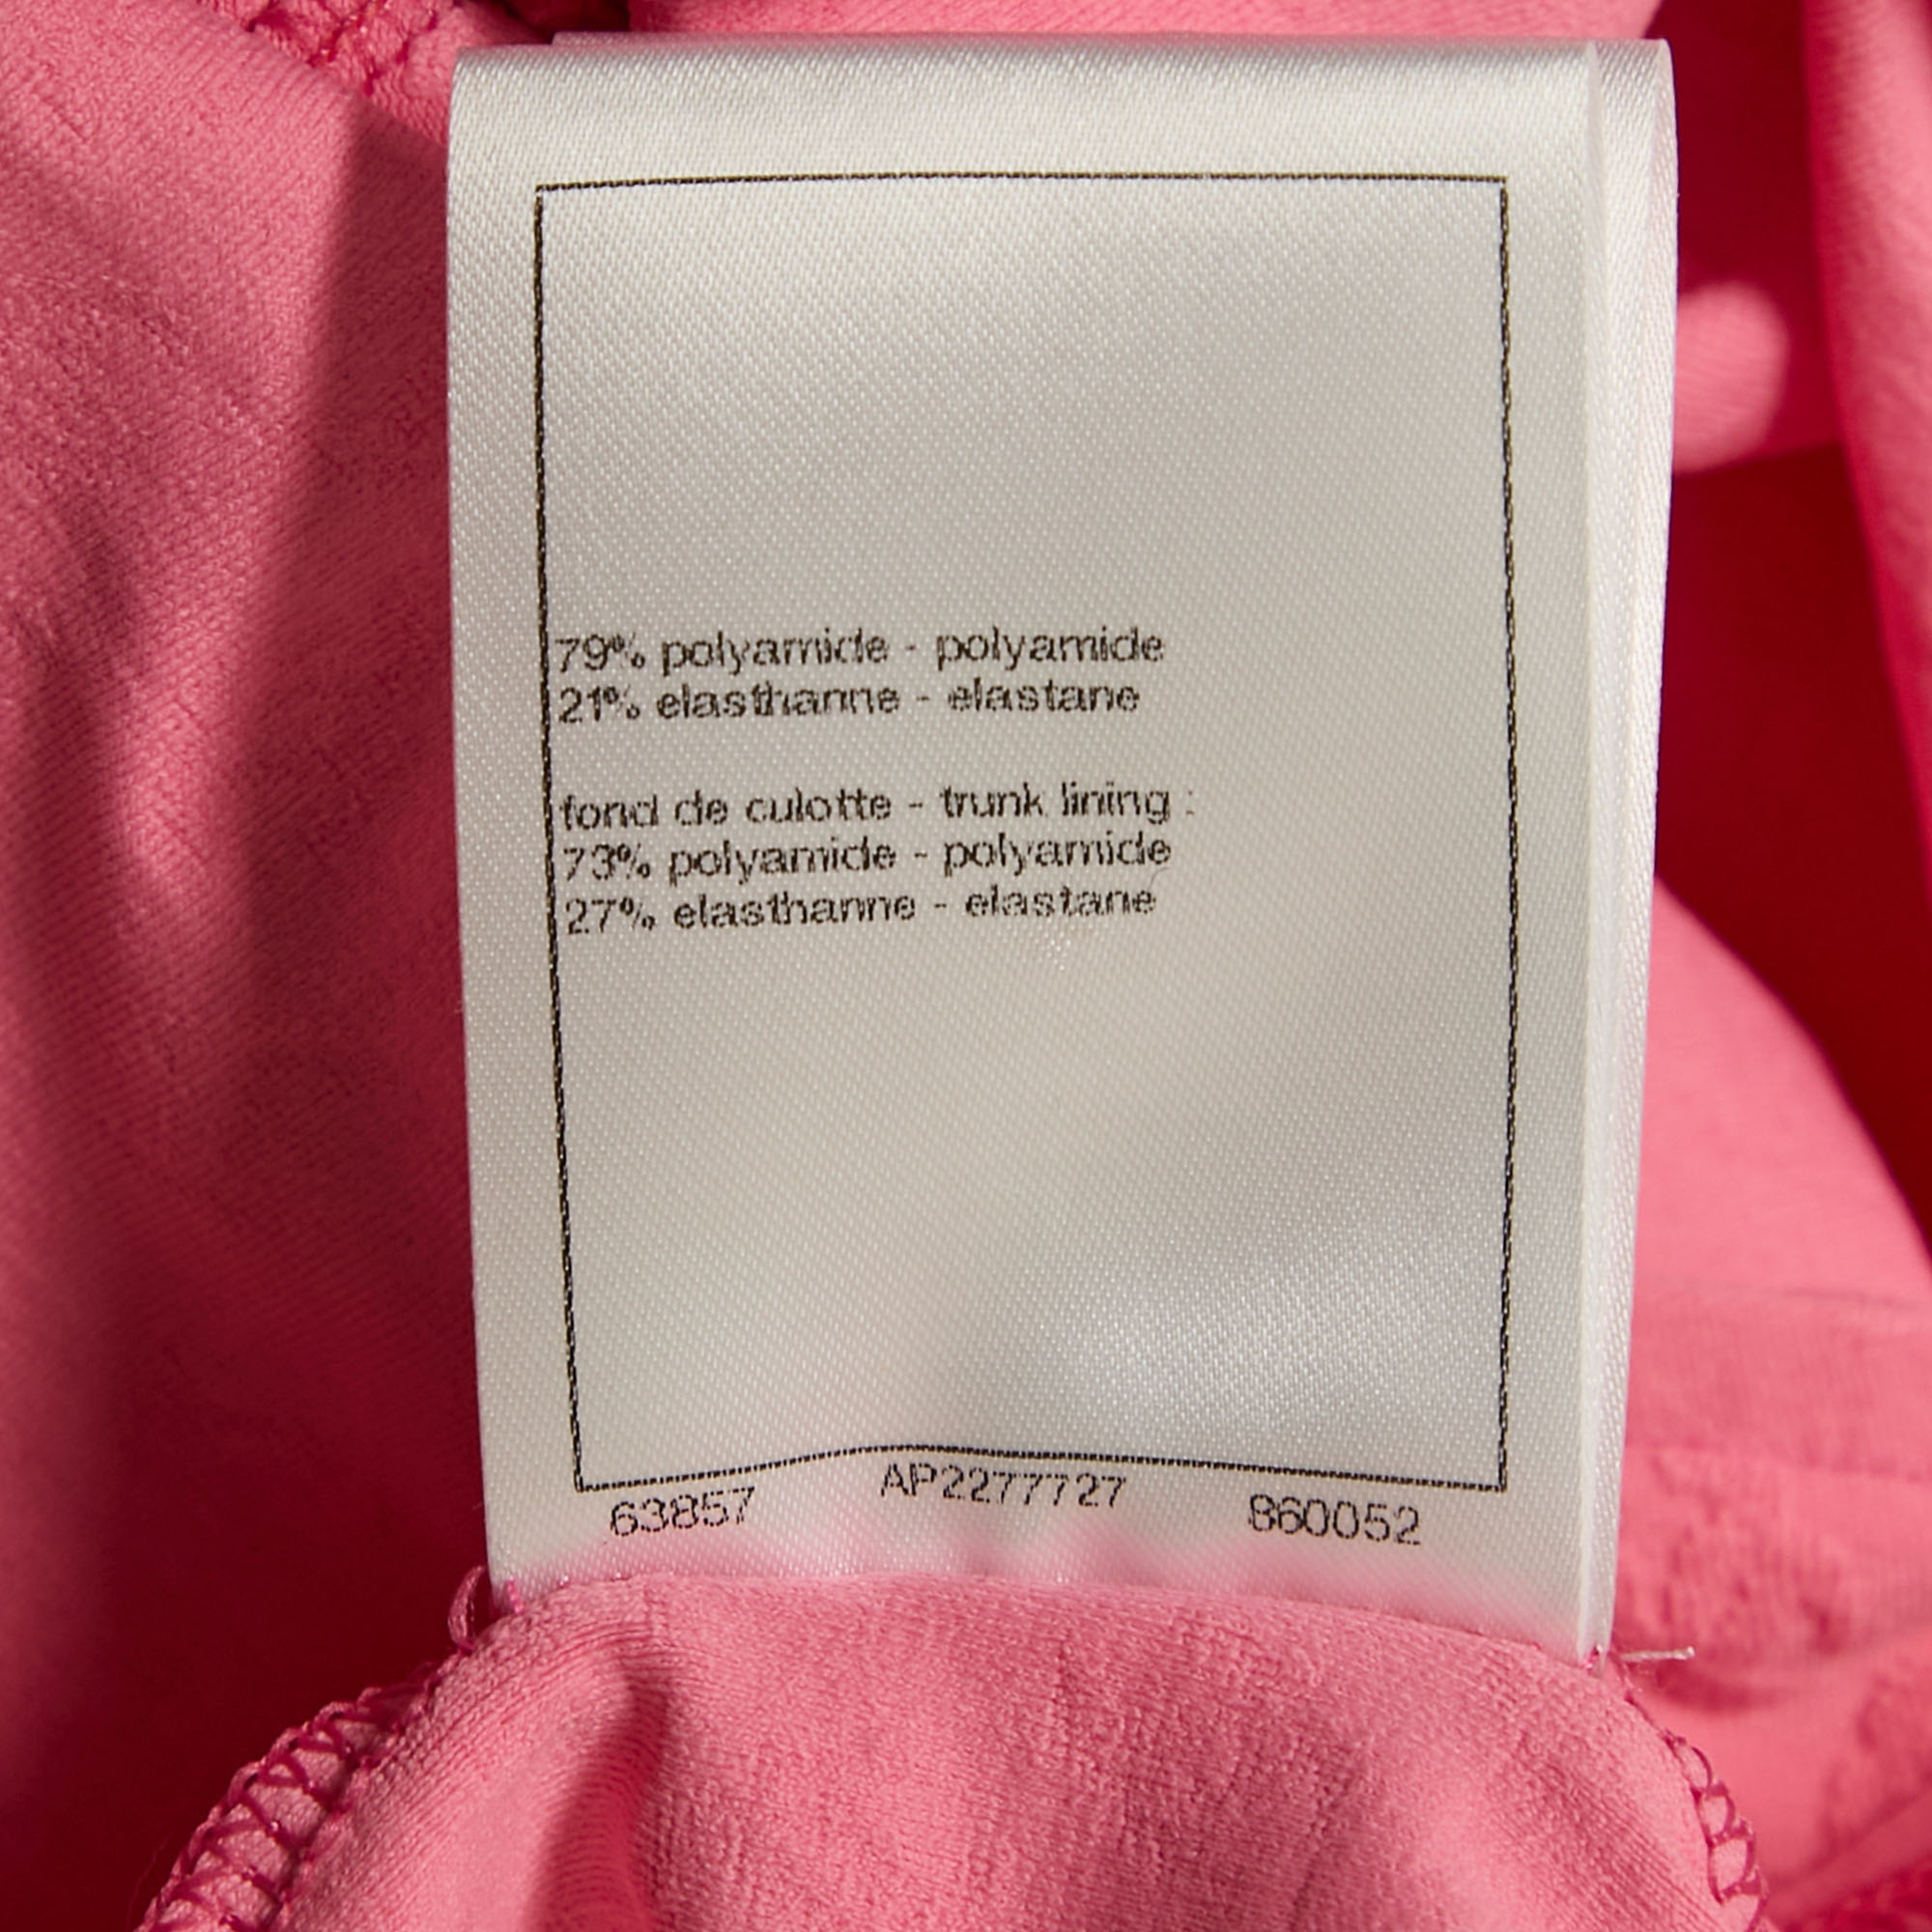 79% polyamide - polyamide
21% elasthanne - elastane
fond de culotte - trunk lining :
73% polyamide - polyamide
27% elasthanne - elastane
63857 AP2277727 860052